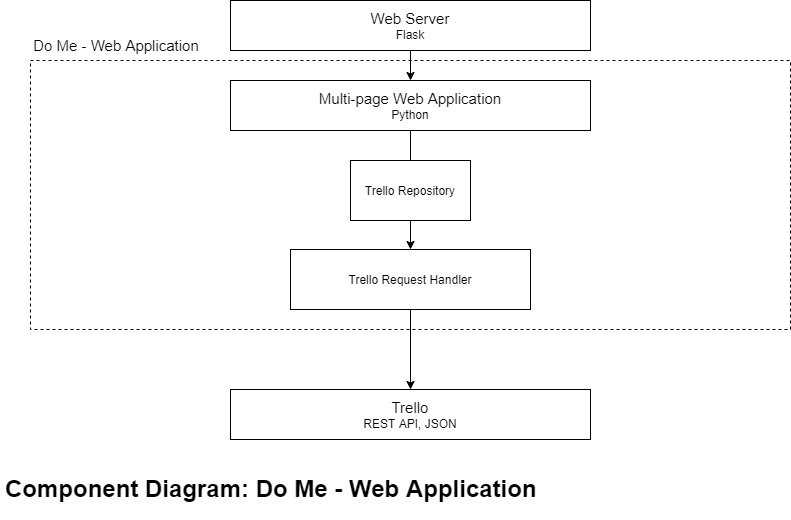 Web Server
Flask
Do Me - Web Application
Multi-page Web Application
Python
Trello Repository
Trello Request Handler
Trello
REST API, JSON
Component Diagram: Do Me - Web Application